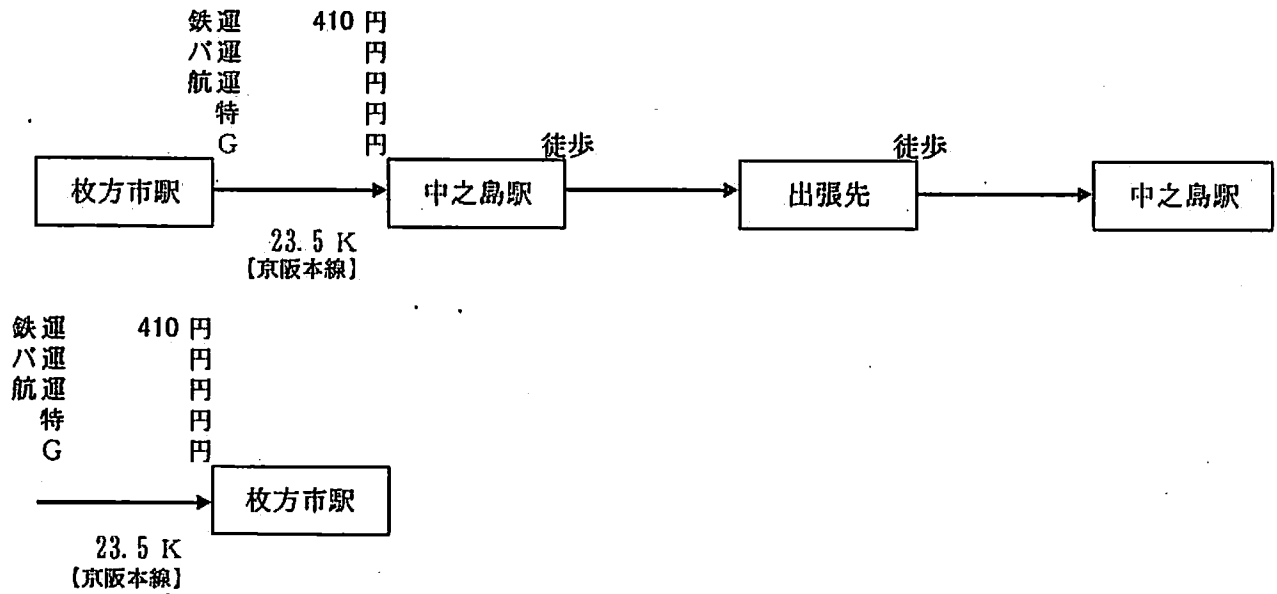 鉄運 410 円
バ運 円
航運 円
特 円
G 円
徒歩 徒歩
枚方市駅 中之島駅 出張先 中之島駅
23.5 K
【京阪本線】
鉄運 410 円
バ運 円
航運 円
特 円
G 円
枚方市駅
23.5 K
【京阪本線】